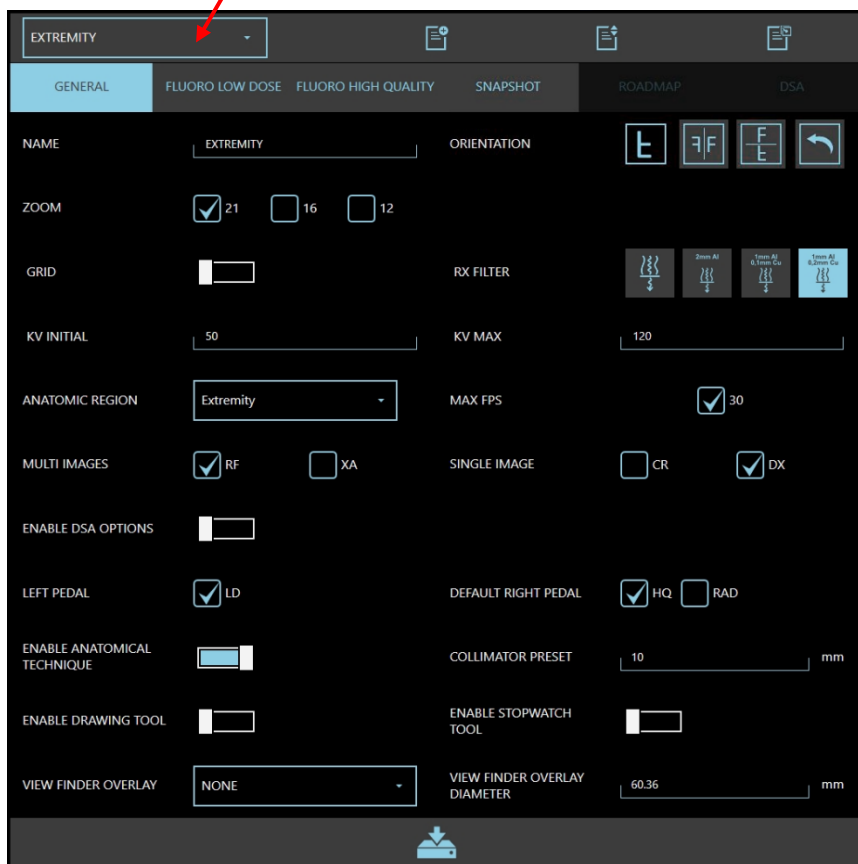 EXTREMITY
GENERAL FLUORO LOW DOSE FLUORO HIGH QUALITY SNAPSHOT ROADMAP DSA
NAME EXTREMITY ORIENTATION
ZOOM 21 16 12
GRID RX FILTER 2mm Al 1mm Al 1mm Al
0,1mm Cu 0,2mm Cu
KV INITIAL 50 KV MAX 120
ANATOMIC REGION Extremity MAX FPS 30
MULTI IMAGES RF XA SINGLE IMAGE CR DX
ENABLE DSA OPTIONS
LEFT PEDAL LD DEFAULT RIGHT PEDAL HQ RAD
ENABLE ANATOMICAL
TECHNIQUE COLLIMATOR PRESET 10 mm
ENABLE DRAWING TOOL ENABLE STOPWATCH
TOOL
VIEW FINDER OVERLAY NONE VIEW FINDER OVERLAY
DIAMETER 60.36 mm